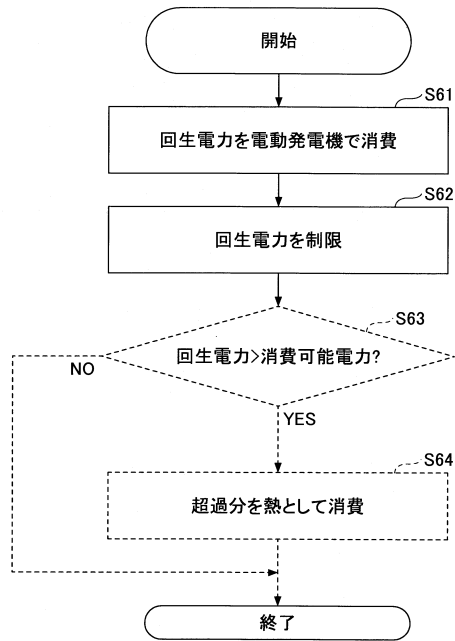 開始
S61
回生電力を電動発電機で消費
S62
回生電力を制限
S63
回生電力>消費可能電力?
NO
YES
S64
超過分を熱として消費
終了